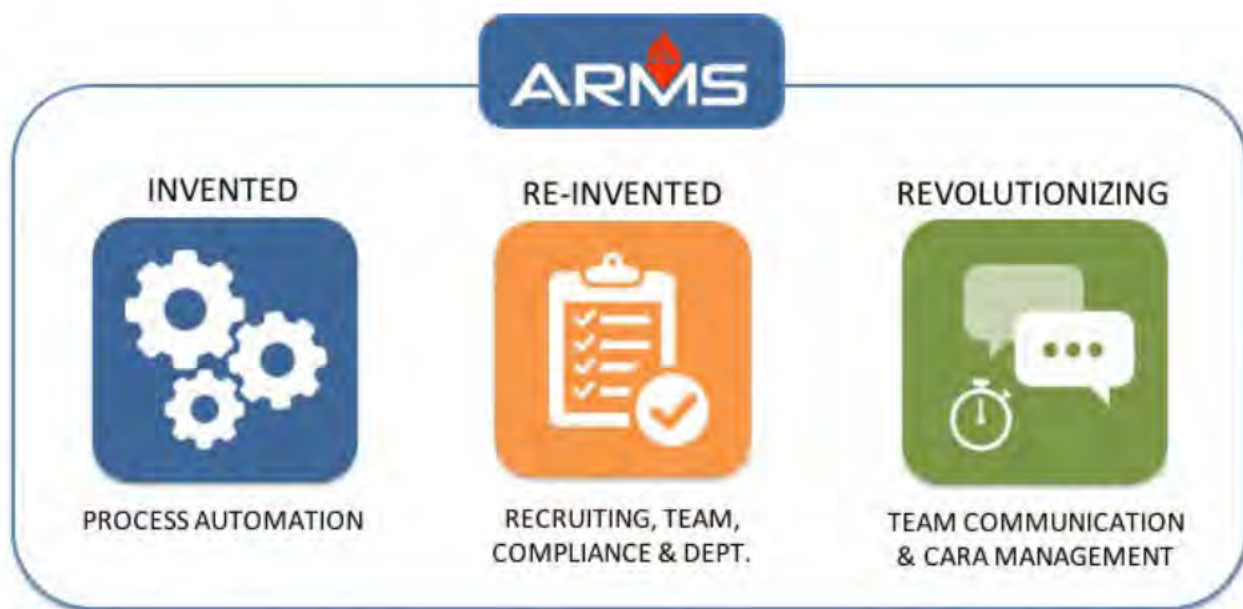 ARMS
INVENTED
RE-INVENTED
REVOLUTIONIZING
PROCESS AUTOMATION
RECRUITING, TEAM,
COMPLIANCE & DEPT.
TEAM COMMUNICATION
& CARA MANAGEMENT